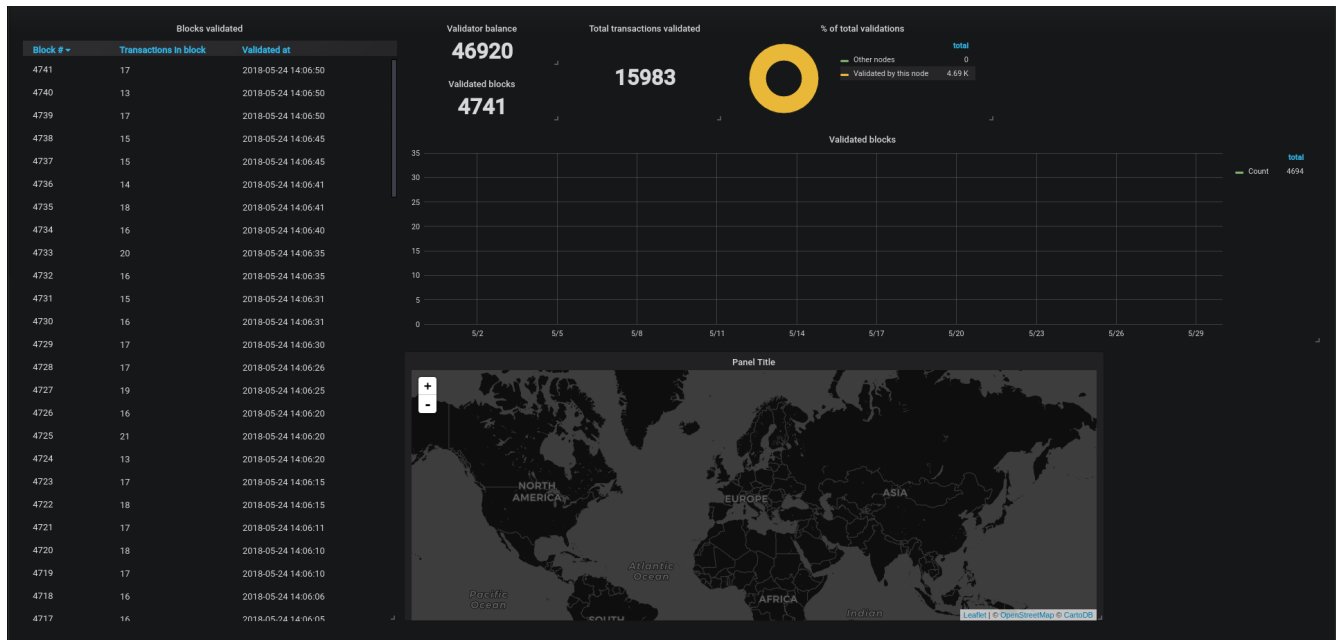 Blocks validated
Block # Transactions in block Validated at
4741 17 2018-05-24 14:06:50
4740 13 2018-05-24 14:06:50
4739 17 2018-05-24 14:06:50
4738 15 2018-05-24 14:06:45
4737 15 2018-05-24 14:06:45
4736 14 2018-05-24 14:06:41
4735 18 2018-05-24 14:06:41
4734 16 2018-05-24 14:06:40
4733 20 2018-05-24 14:06:35
4732 16 2018-05-24 14:06:35
4731 15 2018-05-24 14:06:31
4730 16 2018-05-24 14:06:31
4729 17 2018-05-24 14:06:30
4728 17 2018-05-24 14:06:26
4727 19 2018-05-24 14:06:25
4726 16 2018-05-24 14:06:20
4725 21 2018-05-24 14:06:20
4724 13 2018-05-24 14:06:20
4723 17 2018-05-24 14:06:15
4722 18 2018-05-24 14:06:15
4721 17 2018-05-24 14:06:11
4720 18 2018-05-24 14:06:10
4719 17 2018-05-24 14:06:10
4718 16 2018-05-24 14:06:06
4717 16 2018-05-24 14:06:05
Validator balance
46920
Validated blocks
4741
Total transactions validated
15983
% of total validations
total
Other nodes 0
Validated by this node 4.69 K
Validated blocks
35
30
25
20
15
10
5
0
5/2 5/5 5/8 5/11 5/14 5/17 5/20 5/23 5/26 5/29
total
Count 4694
Panel Title
+
-
NORTH
AMERICA
EUROPE
ASIA
Atlantic
Ocean
Pacific
Ocean
AFRICA
Indian
SOUTH
Leaflet | © OpenStreetMap © CartoDB